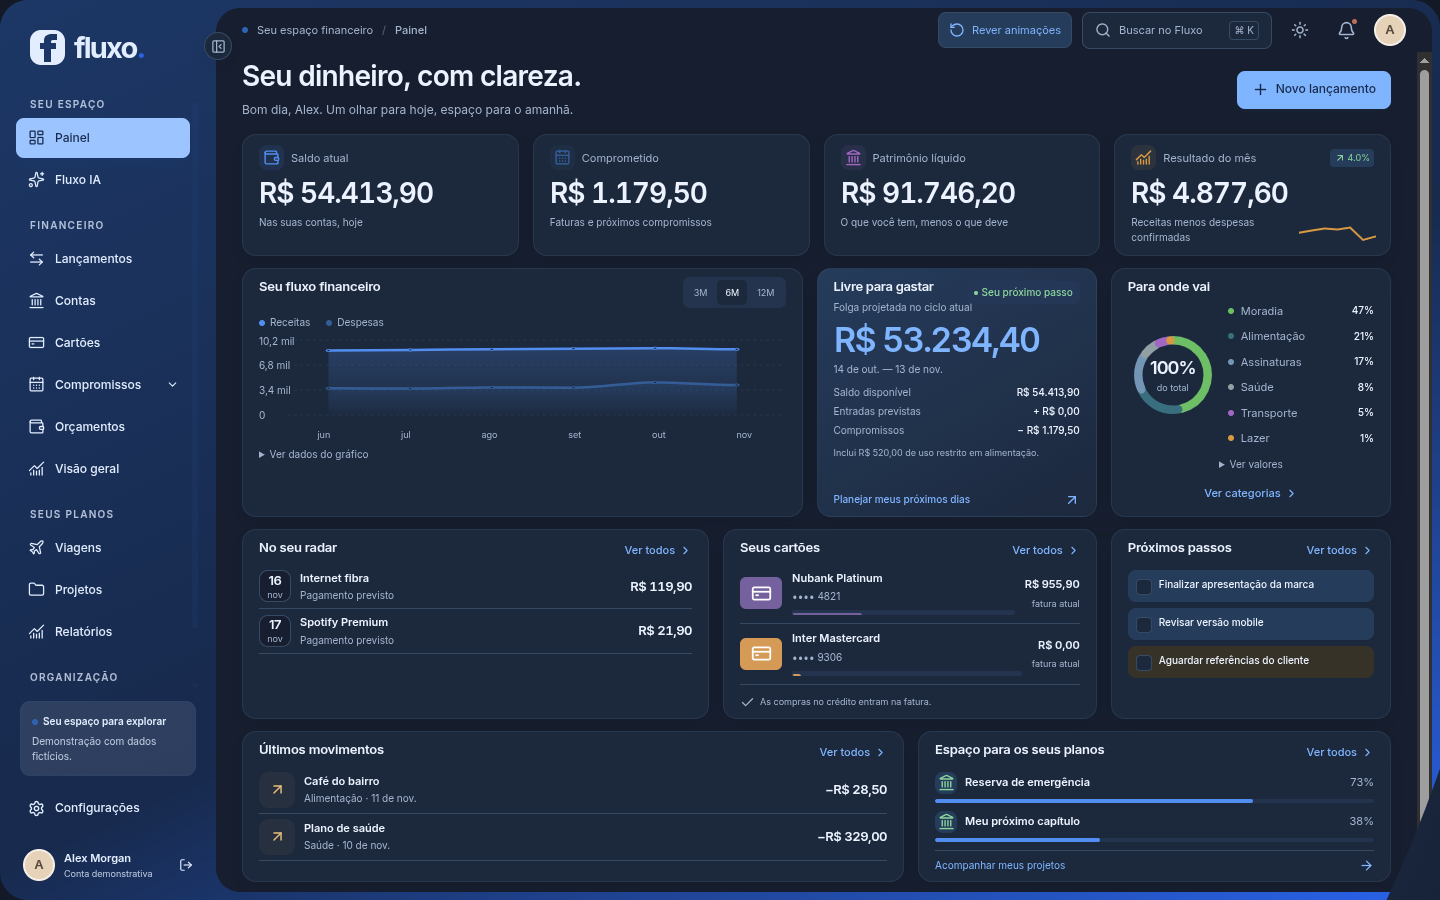 fluxo.
SEU ESPAÇO
Painel
Fluxo IA
FINANCEIRO
Lançamentos
Contas
Cartões
Compromissos
Orçamentos
Visão geral
SEUS PLANOS
Viagens
Projetos
Relatórios
ORGANIZAÇÃO
Seu espaço para explorar
Demonstração com dados
fictícios.
Configurações
A
Alex Morgan
Conta demonstrativa
Seu espaço financeiro / Painel
Rever animações
Buscar no Fluxo
⌘ K
A
Seu dinheiro, com clareza.
Bom dia, Alex. Um olhar para hoje, espaço para o amanhã.
Novo lançamento
Saldo atual
R$ 54.413,90
Nas suas contas, hoje
Comprometido
R$ 1.179,50
Faturas e próximos compromissos
Patrimônio líquido
R$ 91.746,20
O que você tem, menos o que deve
Resultado do mês
4.0%
R$ 4.877,60
Receitas menos despesas
confirmadas
Seu fluxo financeiro
3M 6M 12M
Receitas Despesas
10,2 mil
6,8 mil
3,4 mil
0
jun jul ago set out nov
Ver dados do gráfico
Livre para gastar
Seu próximo passo
Folga projetada no ciclo atual
R$ 53.234,40
14 de out. — 13 de nov.
Saldo disponível R$ 54.413,90
Entradas previstas + R$ 0,00
Compromissos − R$ 1.179,50
Inclui R$ 520,00 de uso restrito em alimentação.
Planejar meus próximos dias
Para onde vai
100%
do total
Moradia 47%
Alimentação 21%
Assinaturas 17%
Saúde 8%
Transporte 5%
Lazer 1%
Ver valores
Ver categorias
No seu radar
Ver todos
16
nov
Internet fibra
Pagamento previsto
R$ 119,90
17
nov
Spotify Premium
Pagamento previsto
R$ 21,90
Seus cartões
Ver todos
Nubank Platinum
•••• 4821
R$ 955,90
fatura atual
Inter Mastercard
•••• 9306
R$ 0,00
fatura atual
As compras no crédito entram na fatura.
Próximos passos
Ver todos
Finalizar apresentação da marca
Revisar versão mobile
Aguardar referências do cliente
Últimos movimentos
Ver todos
Café do bairro
Alimentação · 11 de nov.
−R$ 28,50
Plano de saúde
Saúde · 10 de nov.
−R$ 329,00
Espaço para os seus planos
Ver todos
Reserva de emergência 73%
Meu próximo capítulo 38%
Acompanhar meus projetos